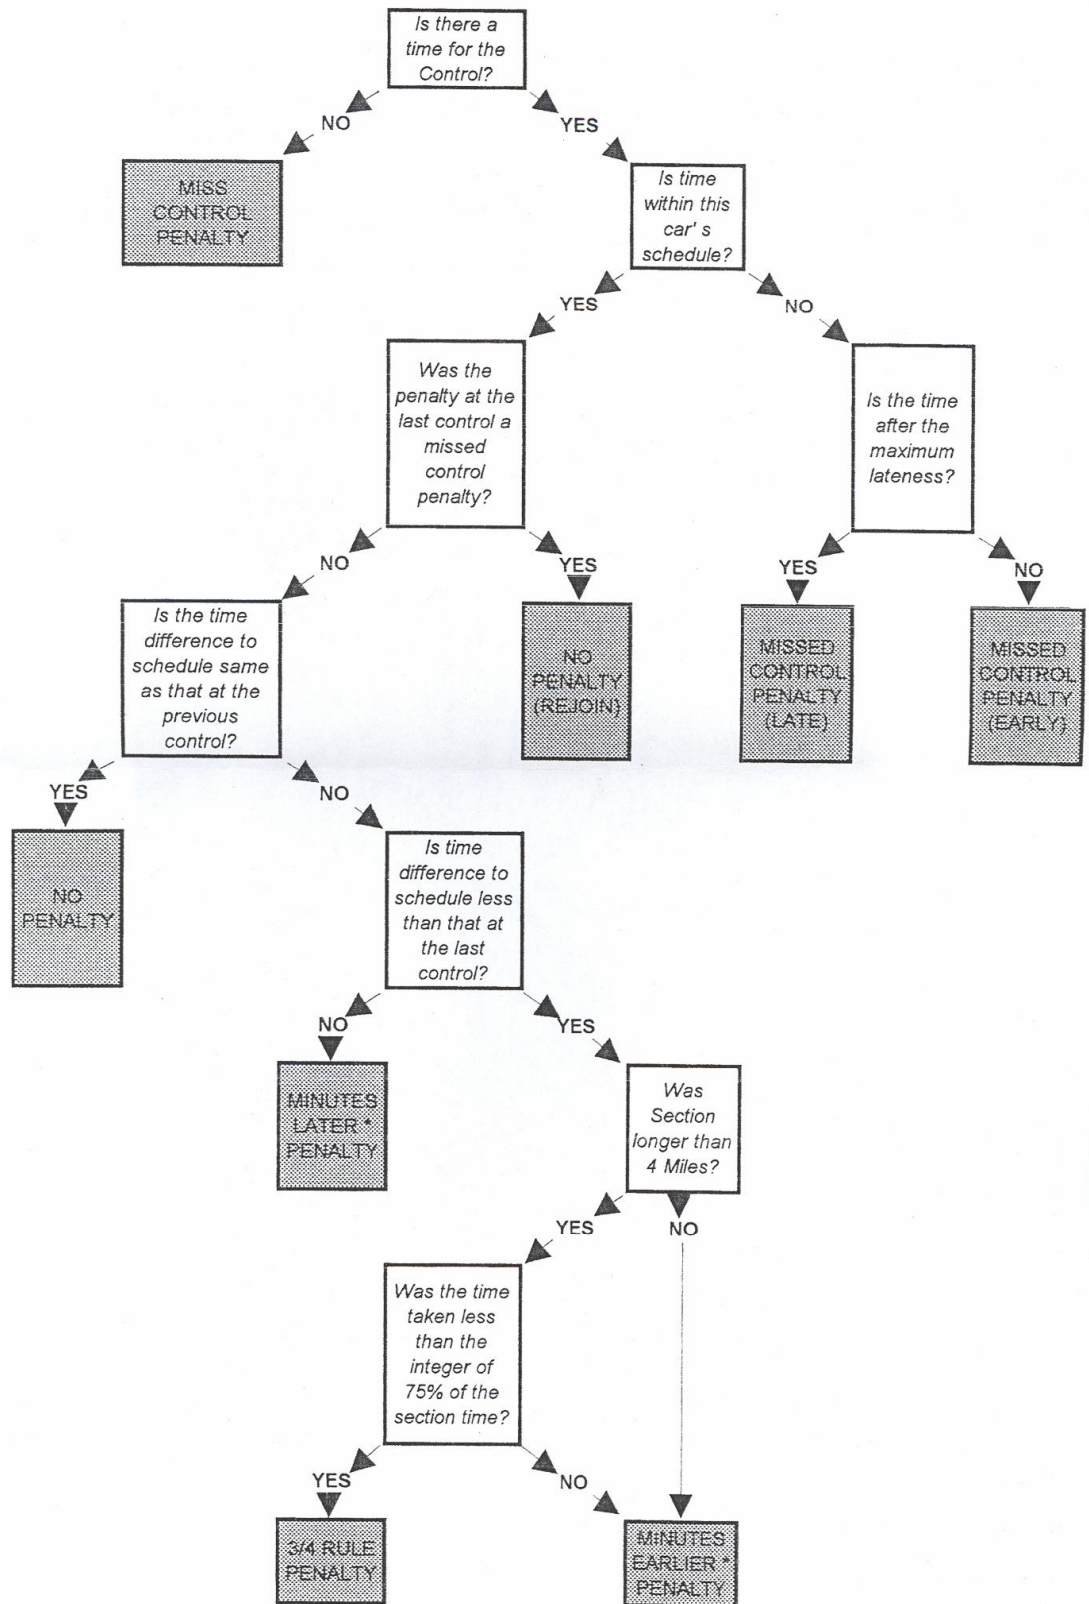 Is there a
time for the
Control?
NO
YES
MISS
CONTROL
PENALTY
Is time
within this
car' s
schedule?
YES
NO
Was the
penalty at the
last control a
missed
control
penalty?
Is the time
after the
maximum
lateness?
NO
YES
YES
NO
Is the time
difference to
schedule same
as that at the
previous
control?
NO
PENALTY
(REJOIN)
MISSED
CONTROL
PENALTY
(LATE)
MISSED
CONTROL
PENALTY
(EARLY)
YES
NO
NO
PENALTY
Is time
difference to
schedule less
than that at
the last
control?
NO
YES
MINUTES
LATER *
PENALTY
Was
Section
longer than
4 Miles?
YES
NO
Was the time
taken less
than the
integer of
75% of the
section time?
YES
NO
3/4 RULE
PENALTY
MINUTES
EARLIER *
PENALTY